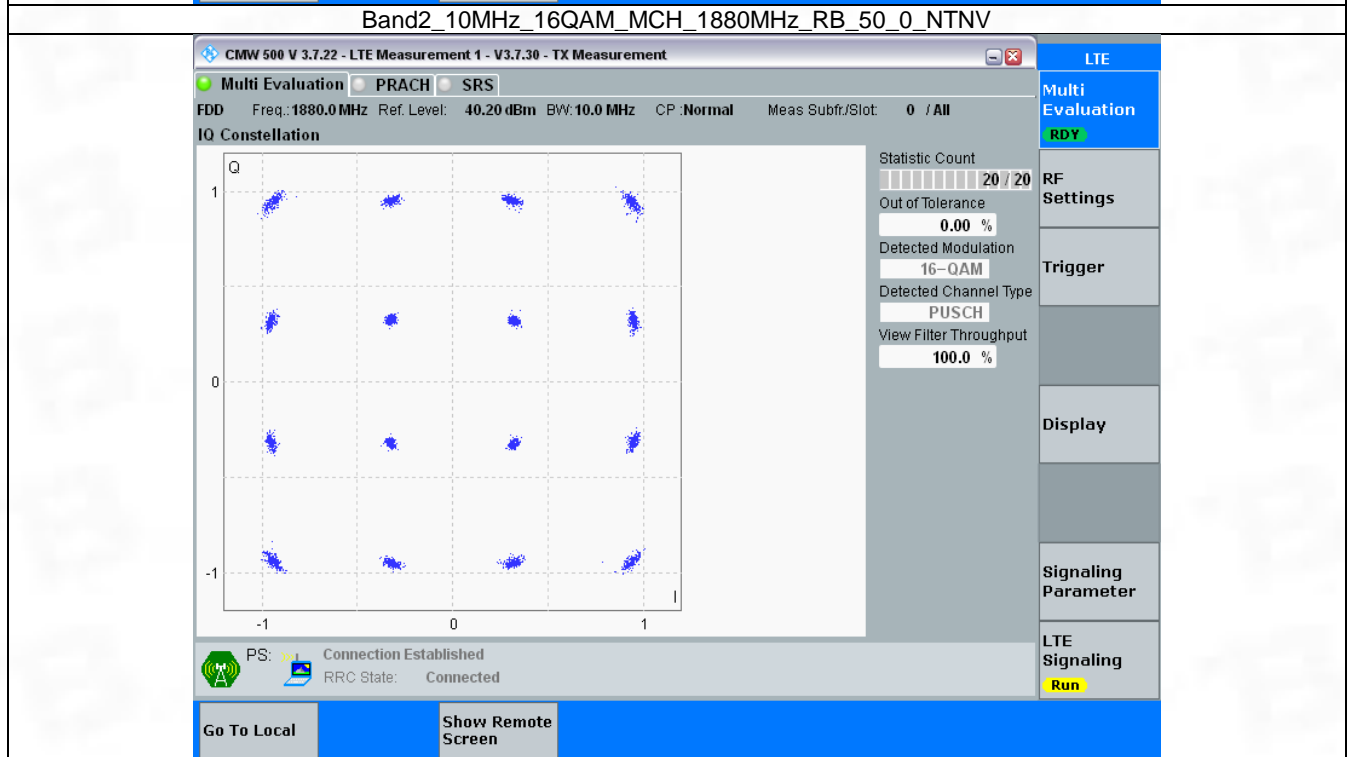 Band2_10MHz_16QAM_MCH_1880MHz_RB_50_0_NTNV
CMW 500 V 3.7.22 - LTE Measurement 1 - V3.7.30 - TX Measurement
Multi Evaluation PRACH SRS
FDD Freq.: 1880.0 MHz Ref. Level: 40.20 dBm BW: 10.0 MHz CP : Normal Meas Subfr./Slot: 0 / All
IQ Constellation
Q
1
0
-1
I
-1 0 1
Statistic Count
20 / 20
Out of Tolerance
0.00 %
Detected Modulation
16-QAM
Detected Channel Type
PUSCH
View Filter Throughput
100.0 %
LTE
Multi
Evaluation
RDY
RF
Settings
Trigger
Display
Signaling
Parameter
LTE
Signaling
Run
PS: Connection Established
RRC State: Connected
Go To Local
Show Remote
Screen